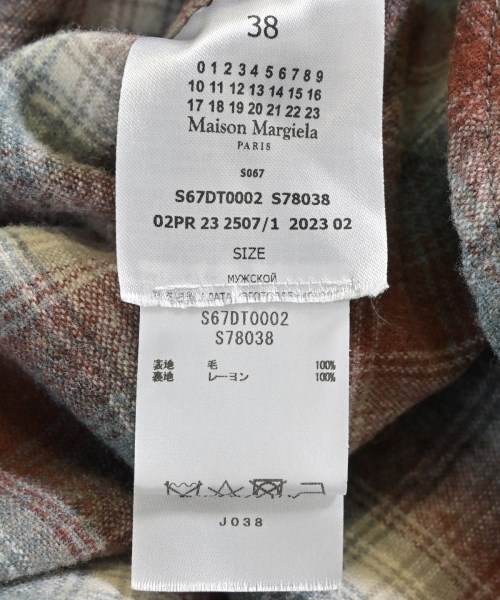 38
0 1 2 3 4 5 6 7 8 9
10 11 12 13 14 15 16
17 18 19 20 21 22 23
Maison Margiela
PARIS
S067
S67DT0002 S78038
02PR 23 2507/1 2023 02
SIZE
МУЖСКОЙ
ДАТА
S67DT0002
S78038
表地 毛 100%
裏地 レーヨン 100%
J038